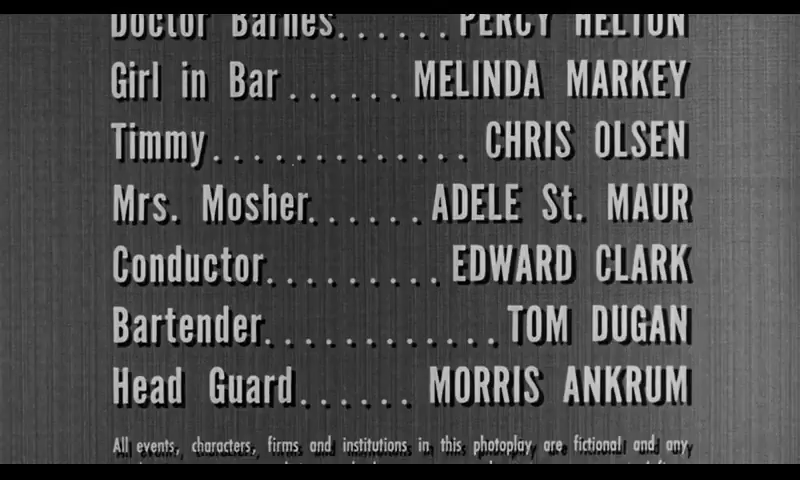 Doctor Barnes...... PERCY HELTON
Girl in Bar ...... MELINDA MARKEY
Timmy ............. CHRIS OLSEN
Mrs. Mosher...... ADELE St. MAUR
Conductor......... EDWARD CLARK
Bartender............ TOM DUGAN
Head Guard...... MORRIS ANKRUM
All events, characters, firms and institutions in this photoplay are fictional and any